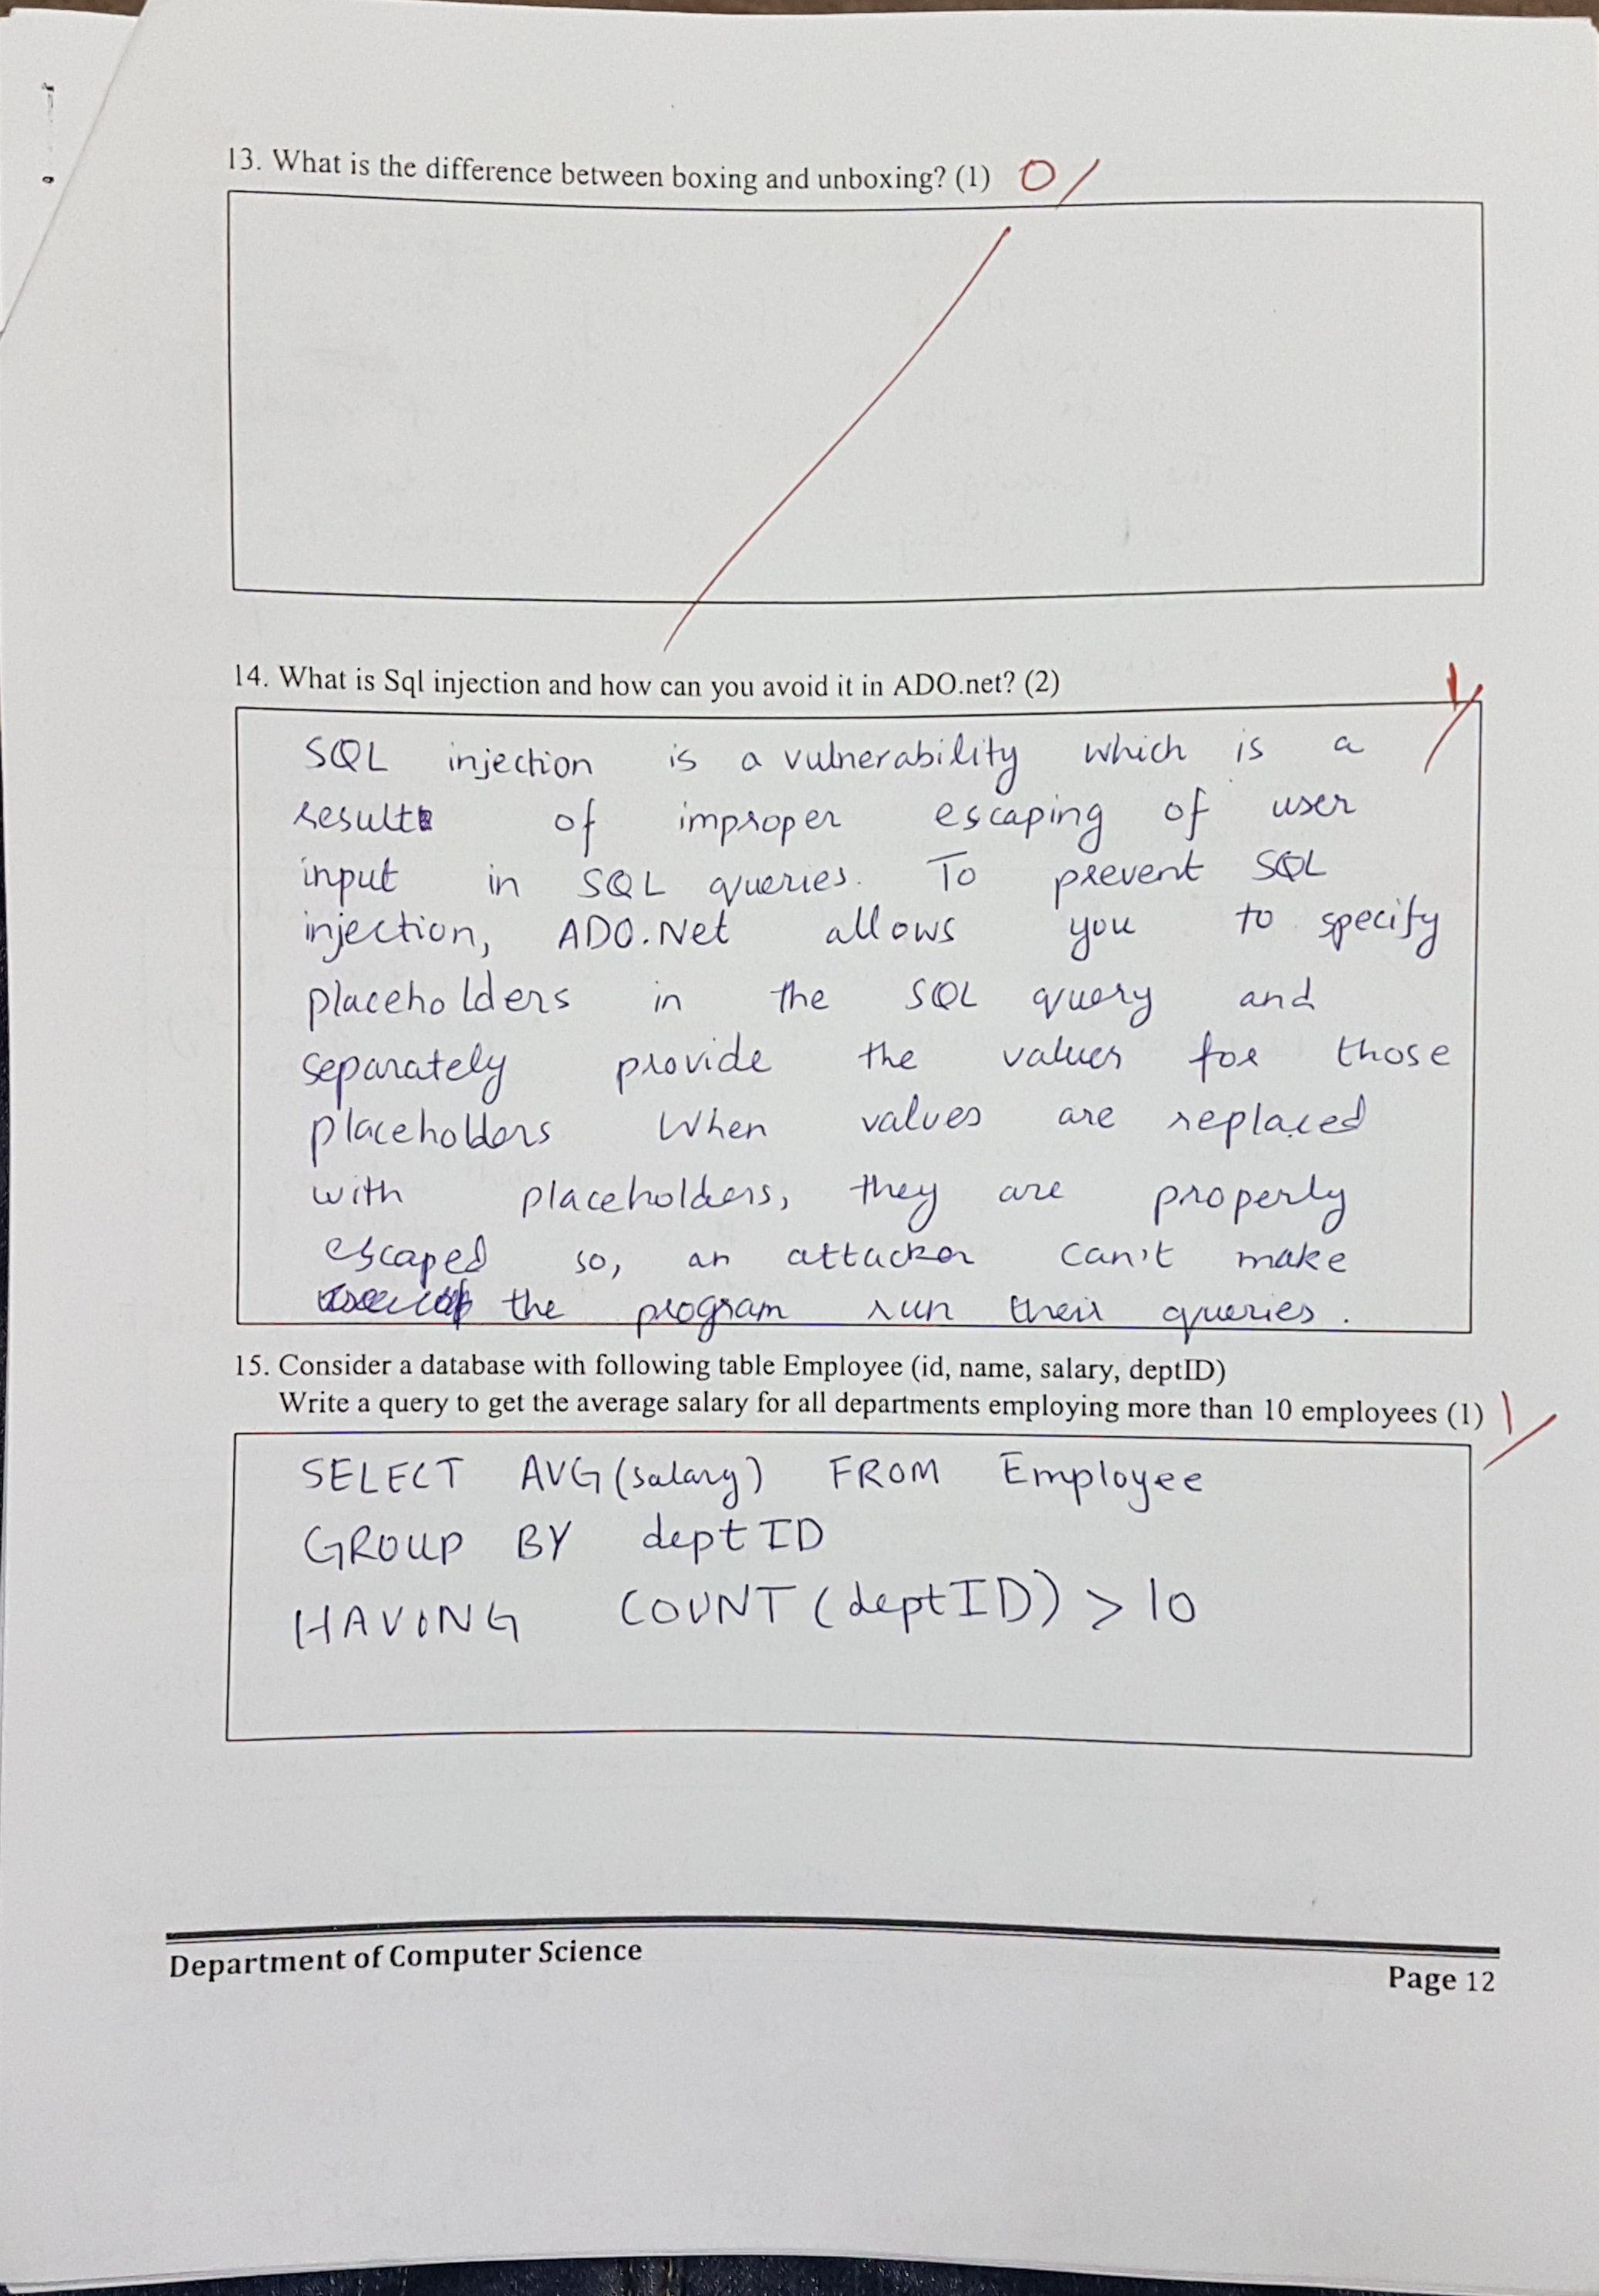 13. What is the difference between boxing and unboxing? (1) 0/
14. What is Sql injection and how can you avoid it in ADO.net? (2)
1/
SQL injection is a vulnerability which is a
result of improper escaping of user
input in SQL queries. To prevent SQL
injection, ADO.Net allows you to specify
placeholders in the SQL query and
separately provide the values for those
placeholders When values are replaced
with placeholders, they are properly
escaped so, an attacker can't make
the program run their queries.
15. Consider a database with following table Employee (id, name, salary, deptID)
Write a query to get the average salary for all departments employing more than 10 employees (1) 1/
SELECT AVG(salary) FROM Employee
GROUP BY deptID
HAVING COUNT(deptID) > 10
Department of Computer Science
Page 12